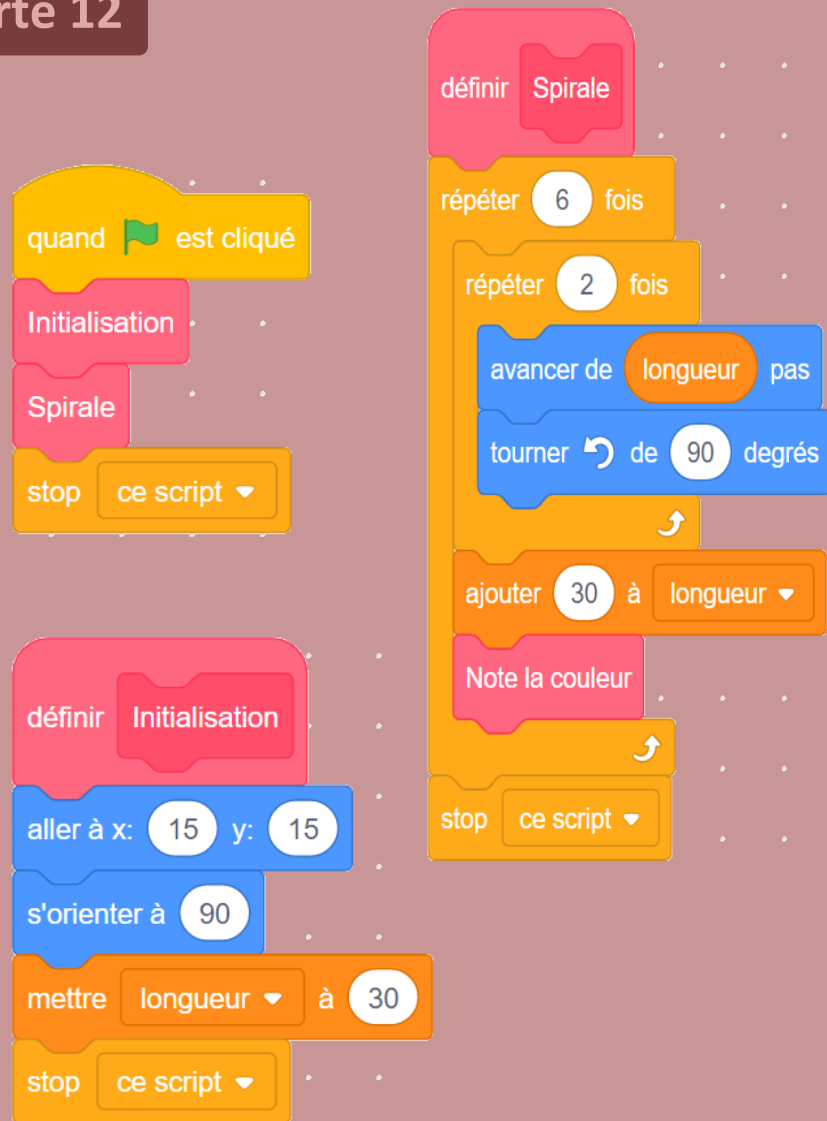 rte 12
quand est cliqué
Initialisation
Spirale
stop ce script
définir Initialisation
aller à x: 15 y: 15
s'orienter à 90
mettre longueur à 30
stop ce script
définir Spirale
répéter 6 fois
répéter 2 fois
avancer de longueur pas
tourner de 90 degrés
ajouter 30 à longueur
Note la couleur
stop ce script